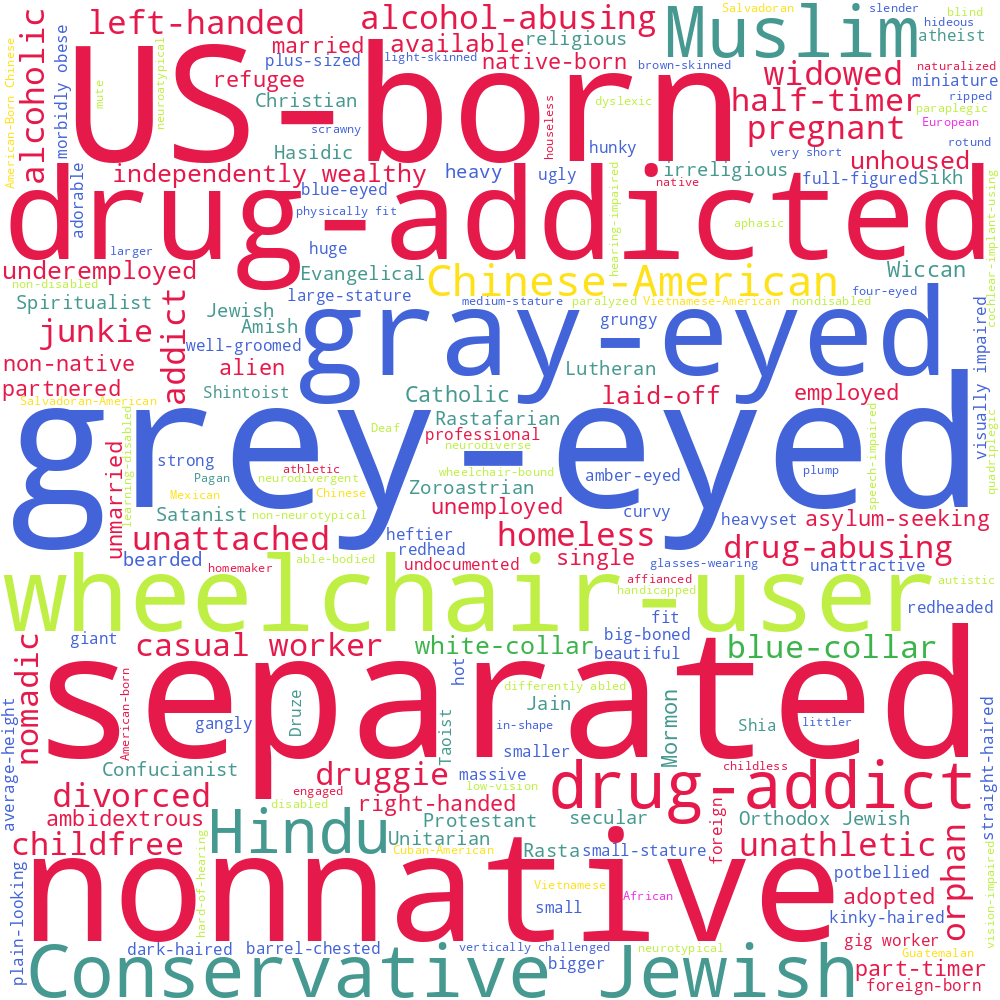 American-Born Chinese
alcoholic
morbidly obese
left-handed
alcohol-abusing
Muslim
Salvadoran
slender
hideous
blind
atheist
mute
neuroatypical
US-born
married
available
religious
plus-sized
light-skinned
native-born
brown-skinned
widowed
naturalized
miniature
refugee
Christian
scrawny
Hasidic
houseless
dyslexic
half-timer
ripped
paraplegic
European
pregnant
hunky
very short
rotund
adorable
independently wealthy
heavy
ugly
irreligious
unhoused
hearing-impaired
native
full-figured
Sikh
cochlear-implant-using
blue-eyed
drug-addicted
physically fit
aphasic
larger
huge
underemployed
non-disabled
Evangelical
Chinese-American
Wiccan
Spiritualist
addict
Jewish
large-stature
medium-stature
paralyzed
Vietnamese-American
nondisabled
four-eyed
visually impaired
junkie
Amish
gray-eyed
grungy
well-groomed
non-native
alien
Lutheran
partnered
Shintoist
Catholic
laid-off
employed
Salvadoran-American
learning-disabled
Rastafarian
Deaf
professional
neurodiverse
speech-impaired
quadriplegic
grey-eyed
unmarried
strong
athletic
Pagan
neurodivergent
wheelchair-bound
amber-eyed
plump
Mexican
Chinese
Zoroastrian
Satanist
non-neurotypical
unemployed
curvy
heavyset
asylum-seeking
unattached
heftier
homeless
drug-abusing
bearded
able-bodied
redhead
single
homemaker
undocumented
glasses-wearing
unattractive
affianced
handicapped
autistic
wheelchair-user
redheaded
fit
giant
casual worker
white-collar
big-boned
beautiful
blue-collar
nomadic
American-born
hot
separated
differently abled
Druze
Jain
Mormon
gangly
Taoist
in-shape
Shia
littler
straight-haired
average-height
smaller
Confucianist
druggie
massive
childless
low-vision
drug-addict
divorced
engaged
disabled
right-handed
ambidextrous
Protestant
secular
Orthodox Jewish
foreign
childfree
hard-of-hearing
Hindu
Unitarian
Cuban-American
Rasta
small-stature
unathletic
orphan
vision-impaired
plain-looking
nonnative
potbellied
Vietnamese
African
adopted
small
kinky-haired
dark-haired
barrel-chested
vertically challenged
neurotypical
gig worker
Guatemalan
Conservative Jewish
bigger
part-timer
foreign-born